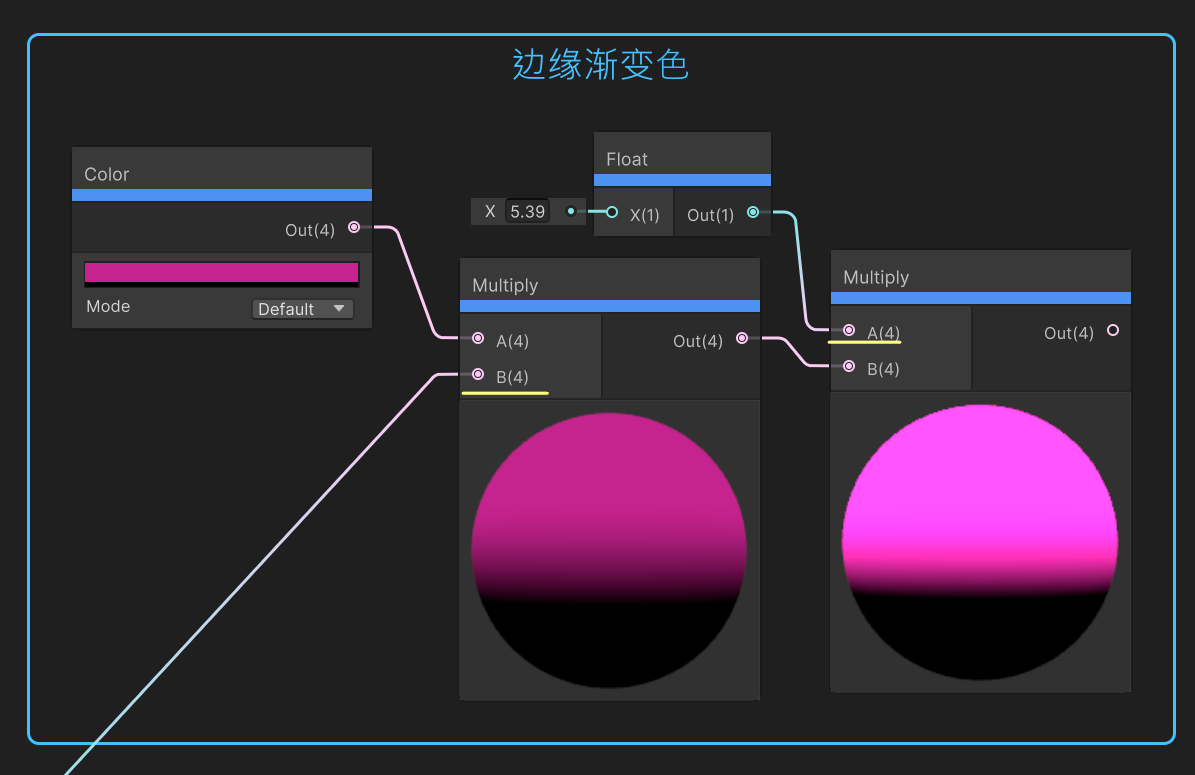 边缘渐变色
Color
Out(4)
Mode
Default
X 5.39
Float
X(1)
Out(1)
Multiply
A(4)
Out(4)
B(4)
Multiply
A(4)
Out(4)
B(4)